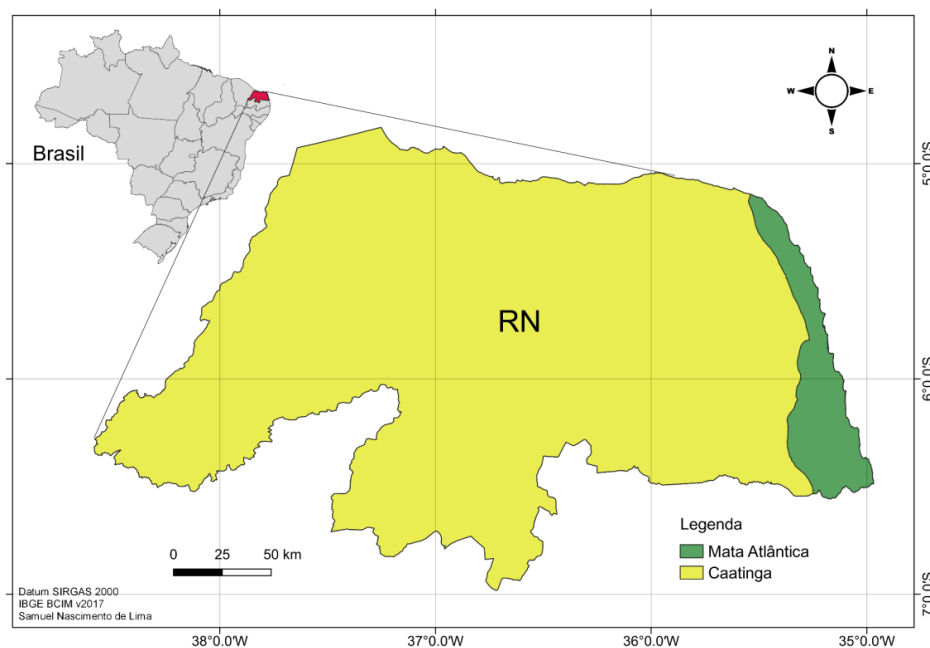 Brasil
N
W
E
S
RN
5°0.0'S
6°0.0'S
7°0.0'S
Legenda
Mata Atlântica
Caatinga
0 25 50 km
Datum SIRGAS 2000
IBGE BCIM v2017
Samuel Nascimento de Lima
38°0.0'W 37°0.0'W 36°0.0'W 35°0.0'W